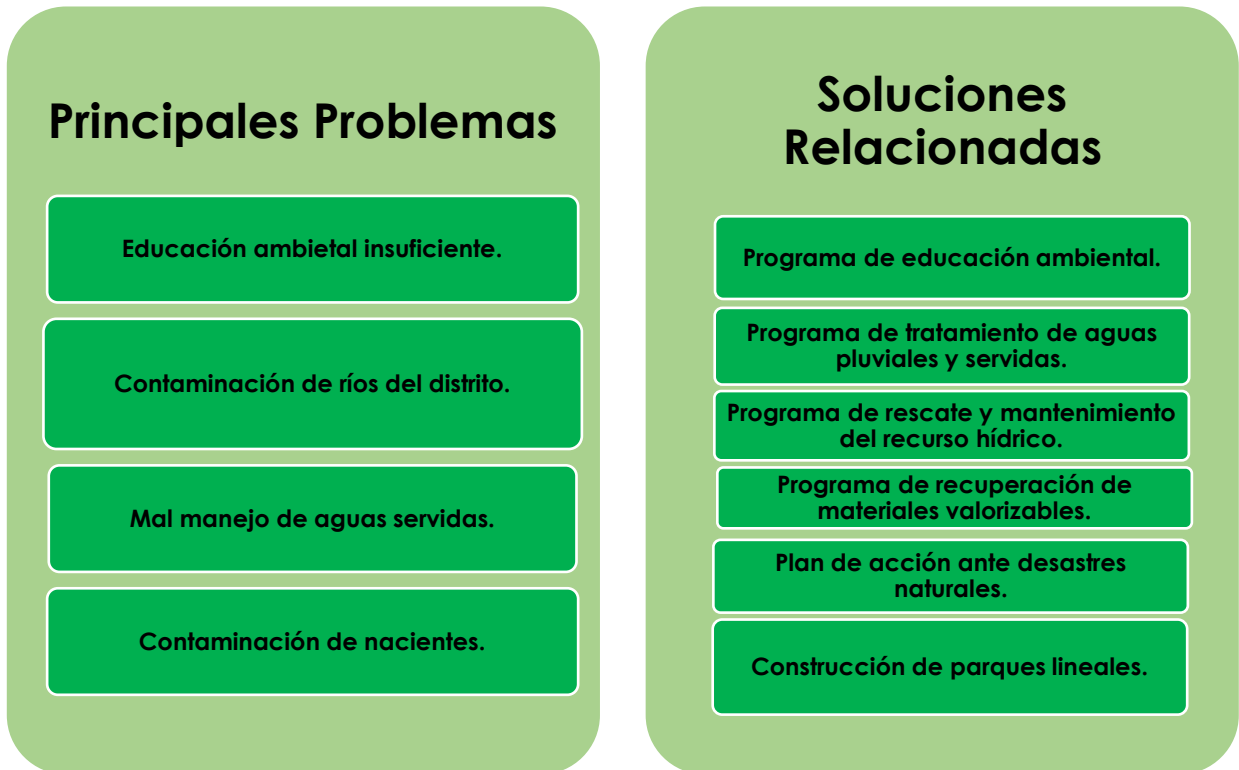 Principales Problemas
Educación ambietal insuficiente.
Contaminación de ríos del distrito.
Mal manejo de aguas servidas.
Contaminación de nacientes.
Soluciones
Relacionadas
Programa de educación ambiental.
Programa de tratamiento de aguas
pluviales y servidas.
Programa de rescate y mantenimiento
del recurso hídrico.
Programa de recuperación de
materiales valorizables.
Plan de acción ante desastres
naturales.
Construcción de parques lineales.